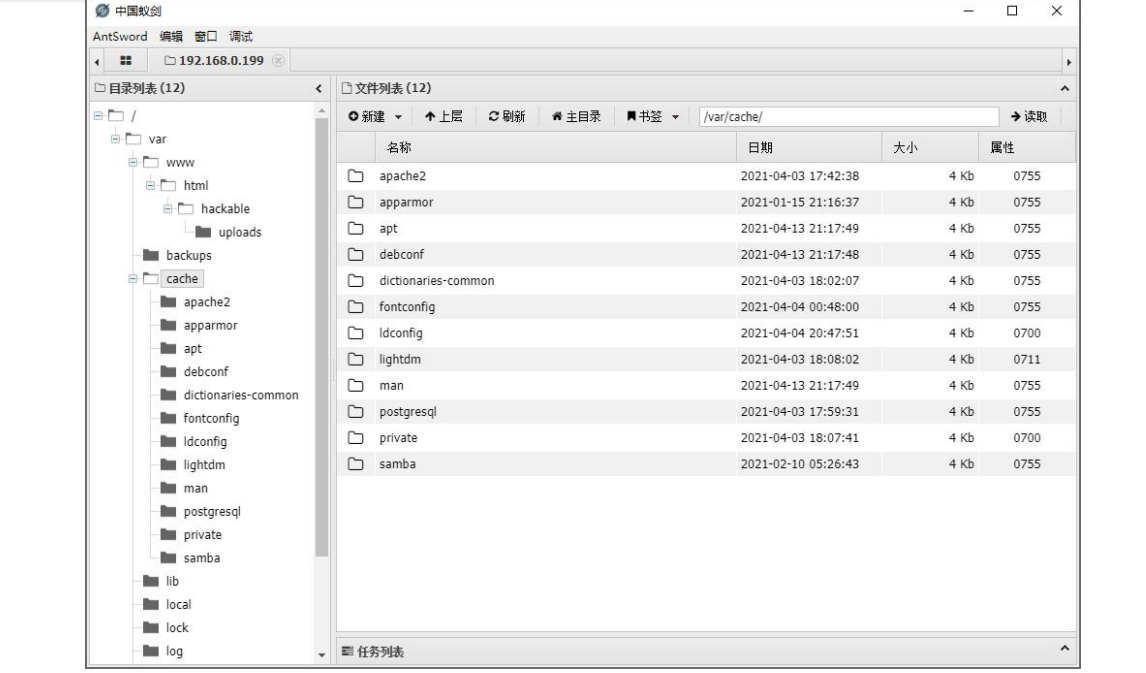 中国蚁剑
AntSword 编辑 窗口 调试
192.168.0.199
目录列表 (12)
/
var
www
html
hackable
uploads
backups
cache
apache2
apparmor
apt
debconf
dictionaries-common
fontconfig
ldconfig
lightdm
man
postgresql
private
samba
lib
local
lock
log
文件列表 (12)
新建 上层 刷新 主目录 书签 /var/cache/ 读取
名称 日期 大小 属性
apache2 2021-04-03 17:42:38 4 Kb 0755
apparmor 2021-01-15 21:16:37 4 Kb 0755
apt 2021-04-13 21:17:49 4 Kb 0755
debconf 2021-04-13 21:17:48 4 Kb 0755
dictionaries-common 2021-04-03 18:02:07 4 Kb 0755
fontconfig 2021-04-04 00:48:00 4 Kb 0755
ldconfig 2021-04-04 20:47:51 4 Kb 0700
lightdm 2021-04-03 18:08:02 4 Kb 0711
man 2021-04-13 21:17:49 4 Kb 0755
postgresql 2021-04-03 17:59:31 4 Kb 0755
private 2021-04-03 18:07:41 4 Kb 0700
samba 2021-02-10 05:26:43 4 Kb 0755
任务列表